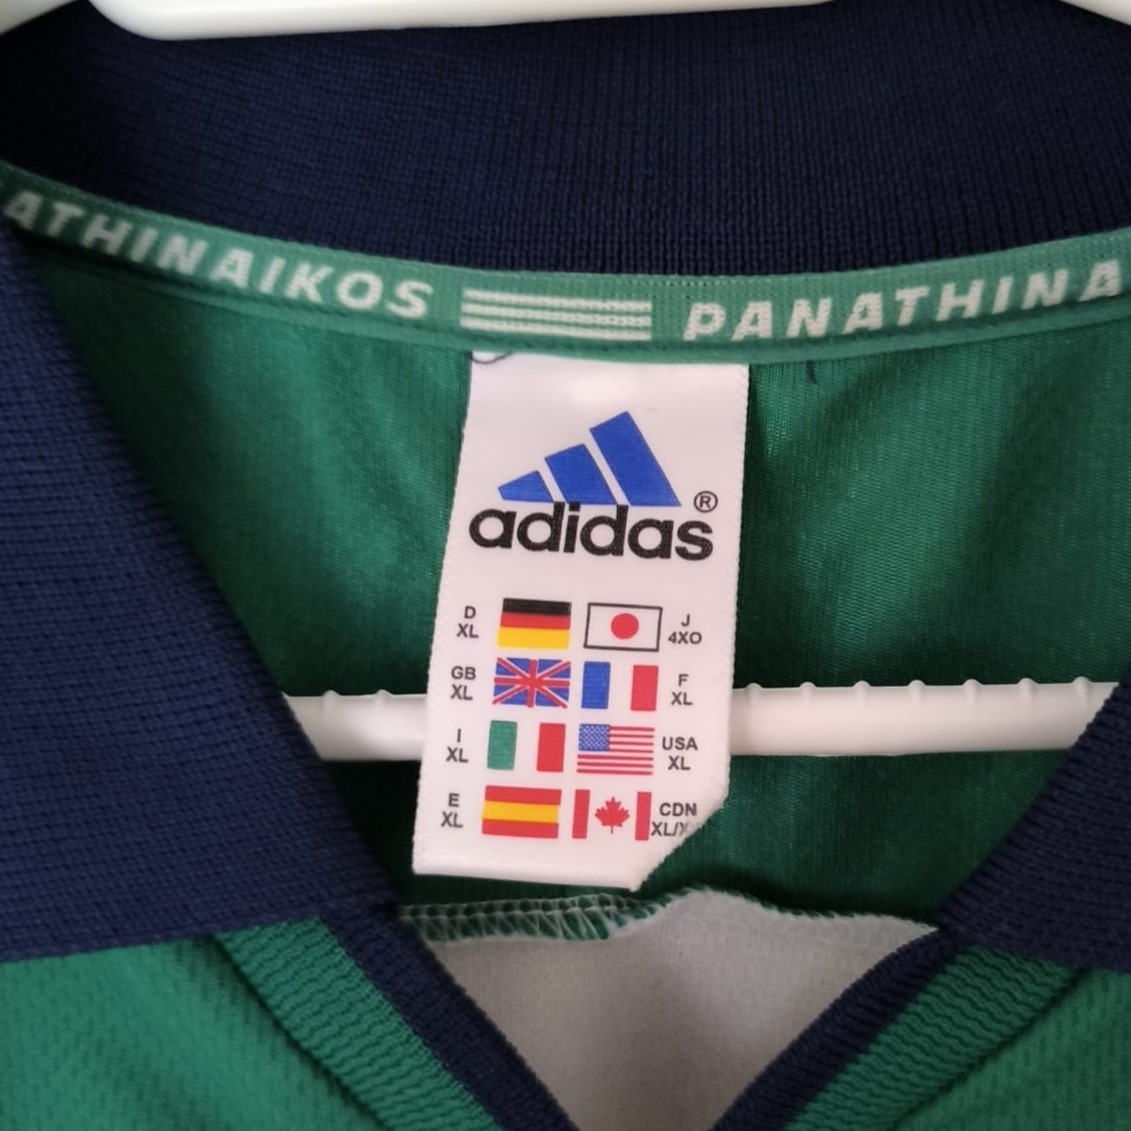 ATHINAIKOS PANATHINA
adidas®
D XL J 4XO
GB XL F XL
I XL USA XL
E XL CDN